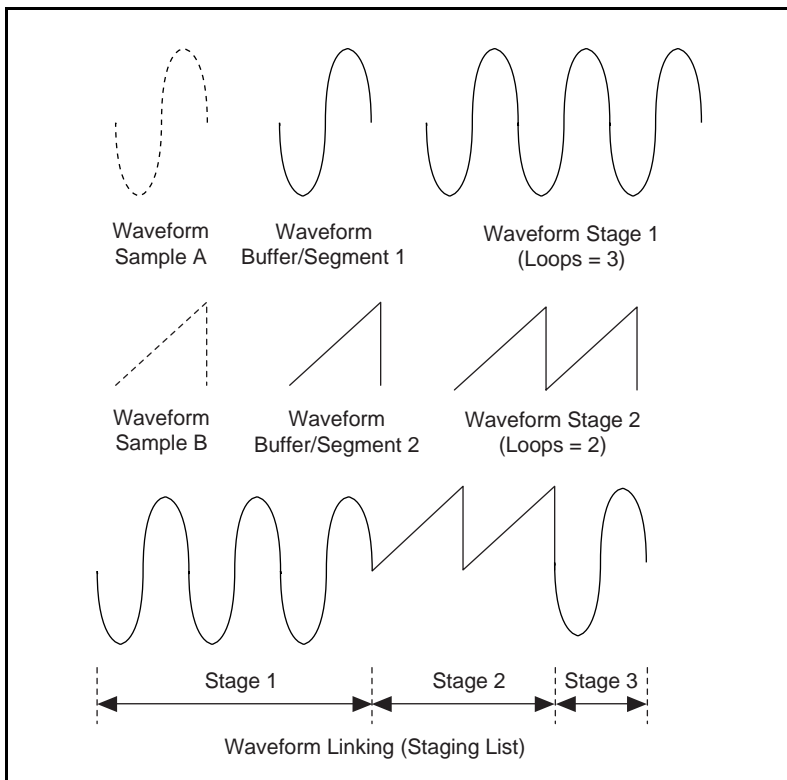 Waveform
Sample A
Waveform
Buffer/Segment 1
Waveform Stage 1
(Loops = 3)
Waveform
Sample B
Waveform
Buffer/Segment 2
Waveform Stage 2
(Loops = 2)
Stage 1
Stage 2
Stage 3
Waveform Linking (Staging List)